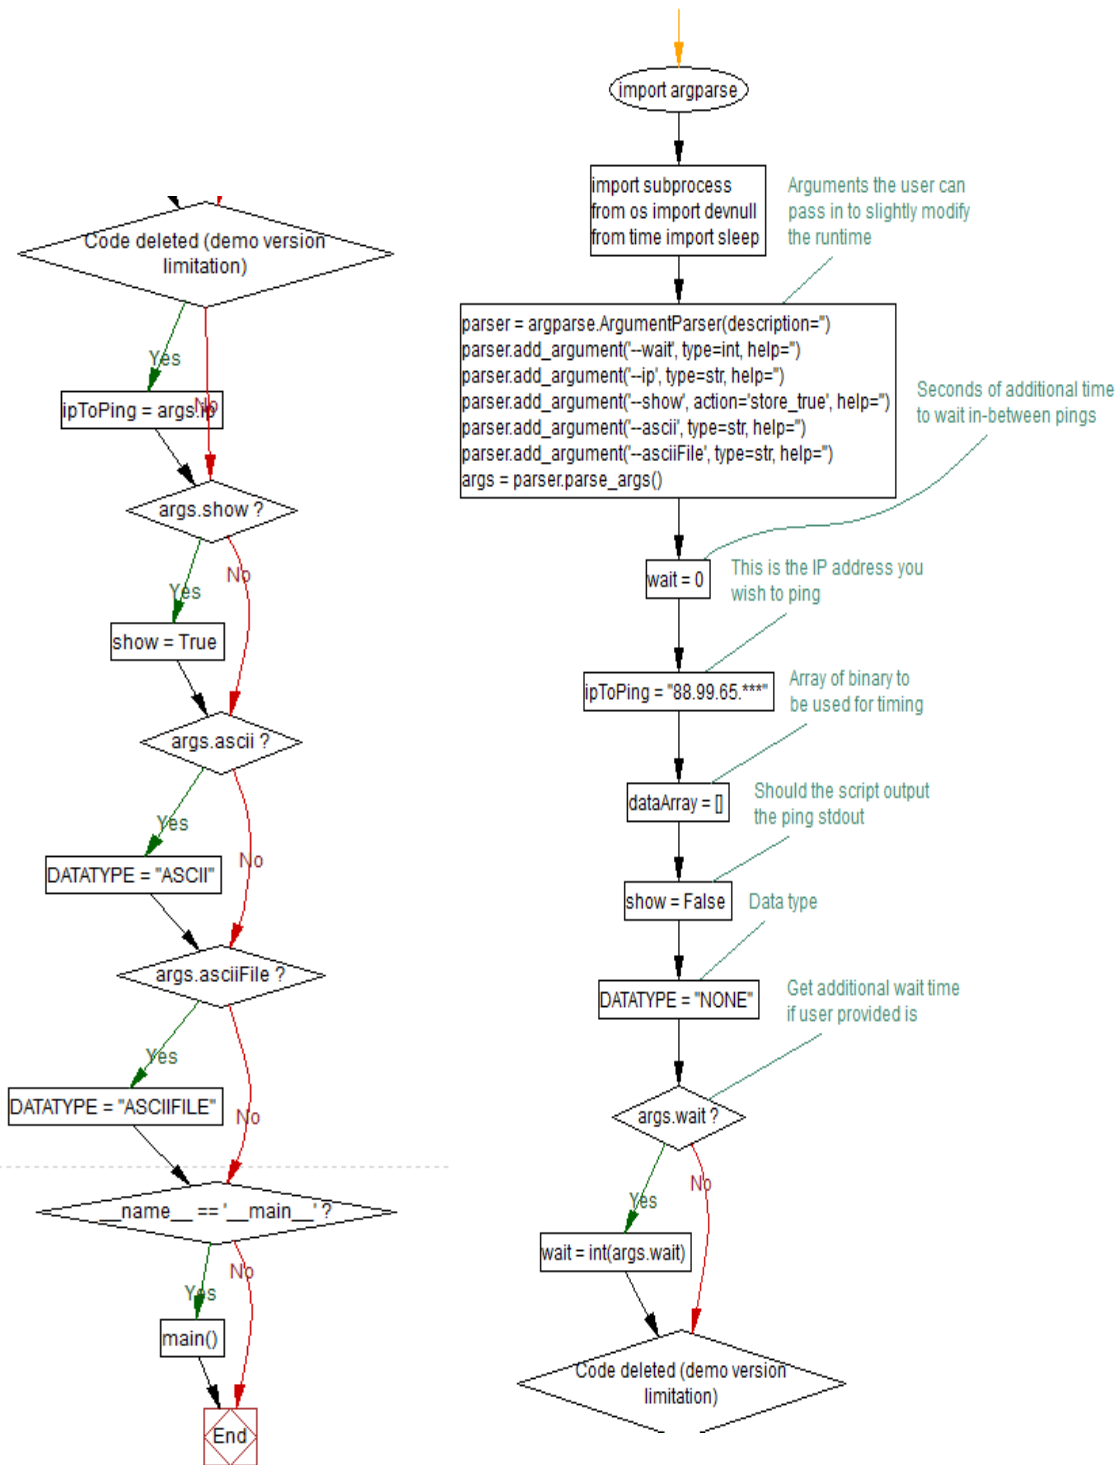 import argparse
import subprocess
from os import devnull
from time import sleep
Arguments the user can
pass in to slightly modify
the runtime
parser = argparse.ArgumentParser(description='')
parser.add_argument('--wait', type=int, help='')
parser.add_argument('--ip', type=str, help='')
parser.add_argument('--show', action='store_true', help='')
parser.add_argument('--ascii', type=str, help='')
parser.add_argument('--asciiFile', type=str, help='')
args = parser.parse_args()
Seconds of additional time
to wait in-between pings
wait = 0
This is the IP address you
wish to ping
ipToPing = "88.99.65.***"
Array of binary to
be used for timing
dataArray = []
Should the script output
the ping stdout
show = False
Data type
DATATYPE = "NONE"
Get additional wait time
if user provided is
args.wait ?
Yes
No
wait = int(args.wait)
Code deleted (demo version
limitation)
Code deleted (demo version
limitation)
Yes
No
ipToPing = args.ip
args.show ?
Yes
No
show = True
args.ascii ?
Yes
No
DATATYPE = "ASCII"
args.asciiFile ?
Yes
No
DATATYPE = "ASCIIFILE"
__name__ == '__main__' ?
Yes
No
main()
End